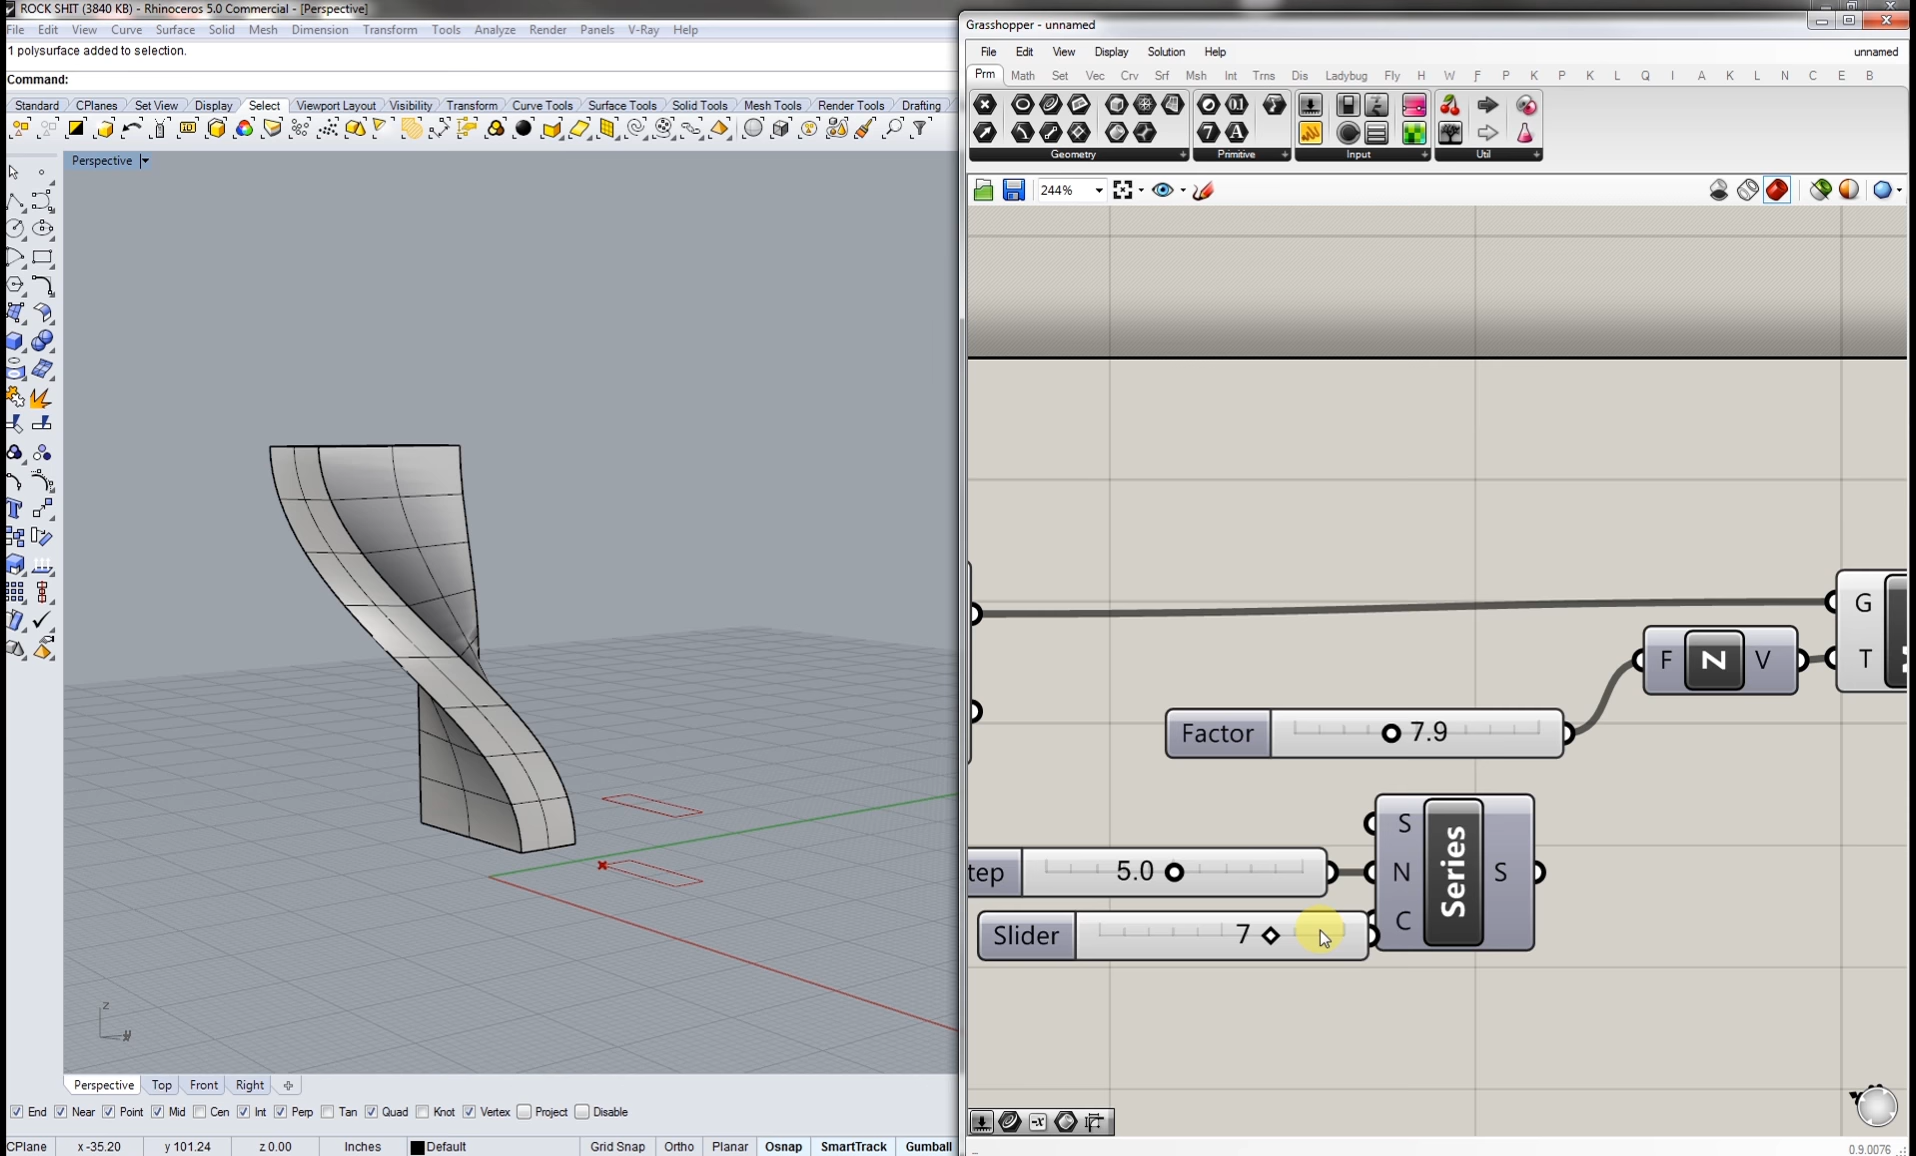 ROCK SHIT (3840 KB) - Rhinoceros 5.0 Commercial - [Perspective]
File Edit View Curve Surface Solid Mesh Dimension Transform Tools Analyze Render Panels V-Ray Help
1 polysurface added to selection.
Command:
Standard CPlanes Set View Display Select Viewport Layout Visibility Transform Curve Tools Surface Tools Solid Tools Mesh Tools Render Tools Drafting
Perspective
z
Perspective Top Front Right
End Near Point Mid Cen Int Perp Tan Quad Knot Vertex Project Disable
CPlane x -35.20 y 101.24 z 0.00 Inches Default Grid Snap Ortho Planar Osnap SmartTrack Gumball
Grasshopper - unnamed
File Edit View Display Solution Help unnamed
Prm Math Set Vec Crv Srf Msh Int Trns Dis Ladybug Fly H W F P K P K L Q I A K L N C E B
Geometry Primitive Input Util
244%
G
F V T
Factor 7.9
S
tep 5.0 N Series S
Slider 7 C
0.9.0076